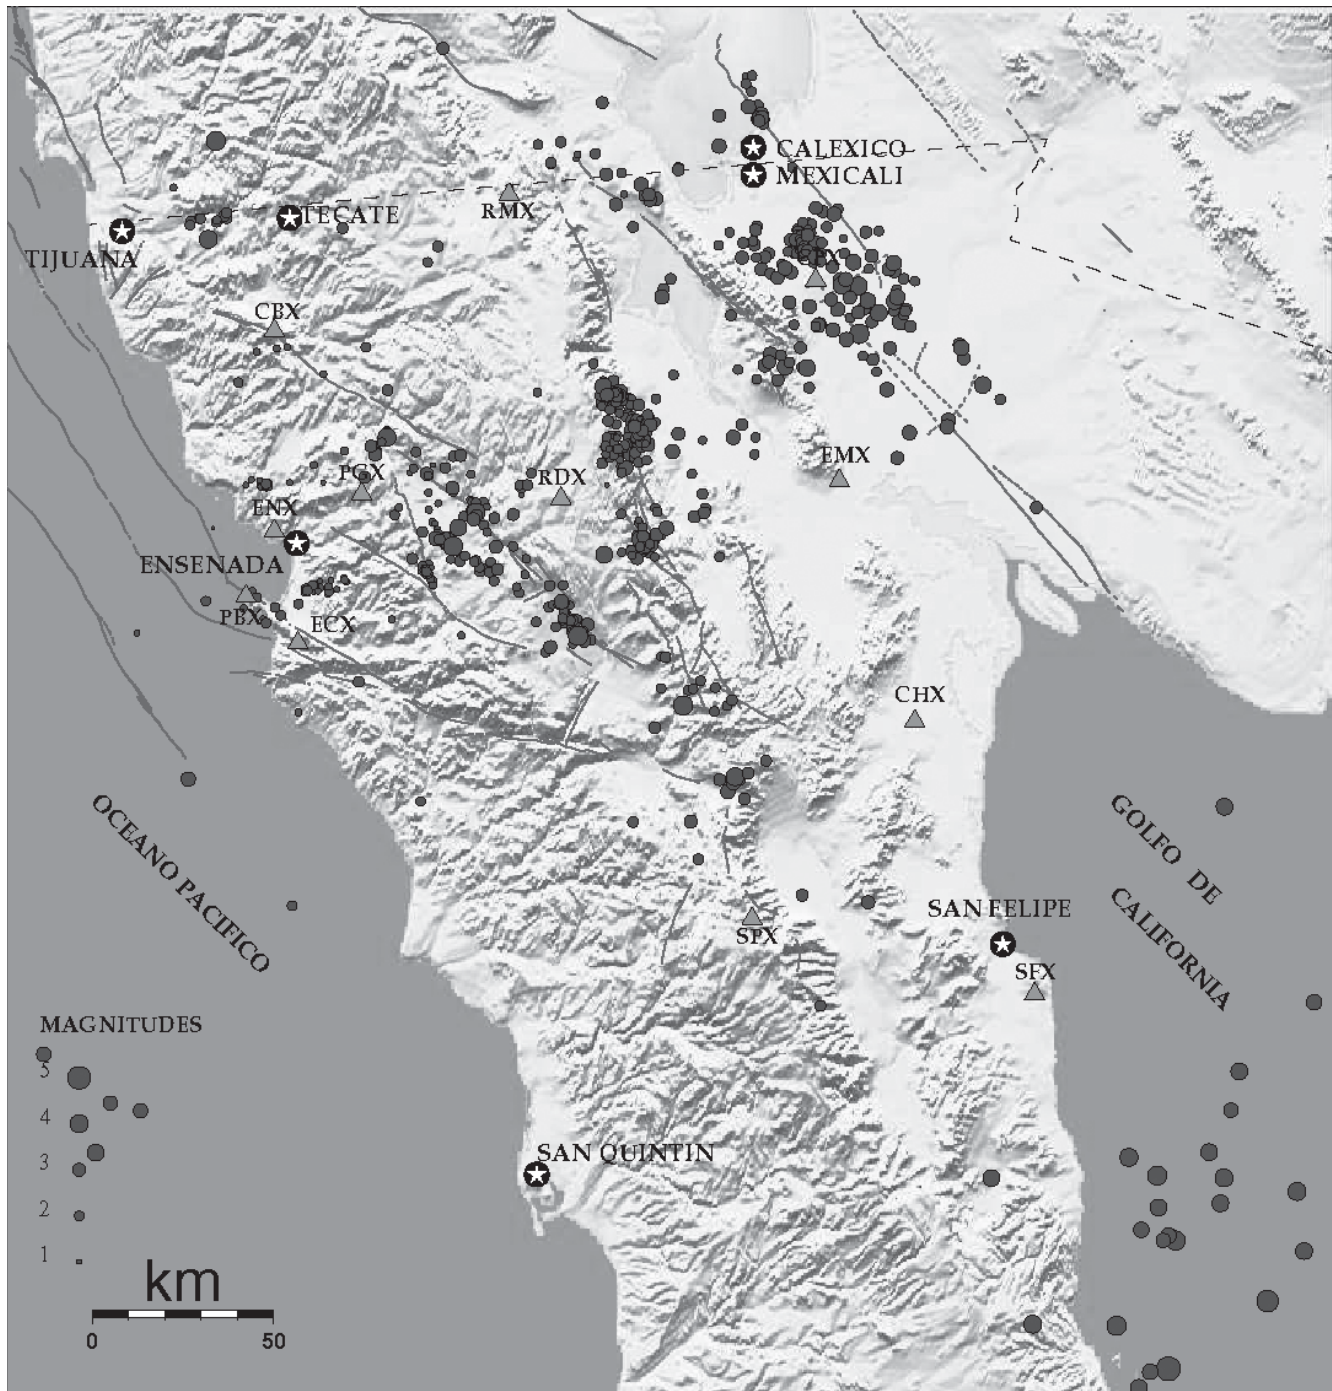 CALEXICO
MEXICALI
RMX
TECATE
TIJUANA
CPX
CBX
EMX
PGX
RDX
ENX
ENSENADA
PBX
ECX
CHX
OCEANO PACIFICO
GOLFO DE
CALIFORNIA
SAN FELIPE
SPX
SFX
MAGNITUDES
5
4
3
2
1
SAN QUINTIN
km
0 50